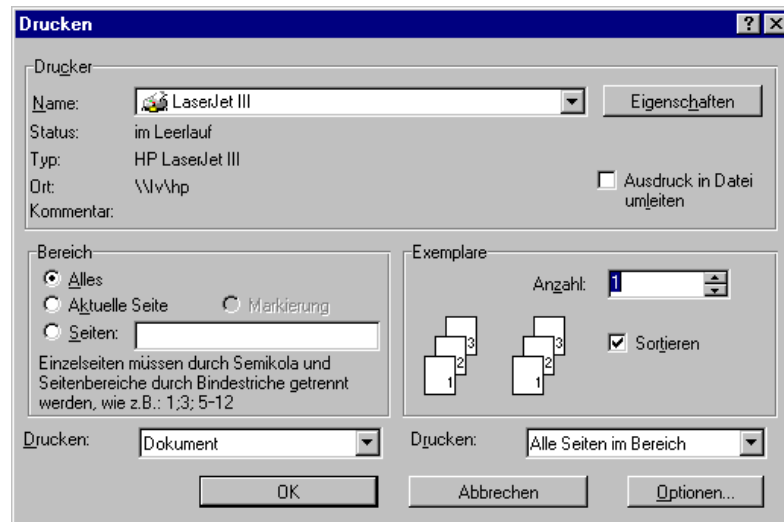 Drucken
Drucker
Name: LaserJet III Eigenschaften
Status: im Leerlauf
Typ: HP LaserJet III
Ort: \\lv\hp
Kommentar:
Ausdruck in Datei
umleiten
Bereich
Alles
Aktuelle Seite Markierung
Seiten:
Einzelseiten müssen durch Semikola und
Seitenbereiche durch Bindestriche getrennt
werden, wie z.B.: 1;3; 5-12
Exemplare
Anzahl: 1
3 3
2 2
1 1
Sortieren
Drucken: Dokument
Drucken: Alle Seiten im Bereich
OK Abbrechen Optionen...